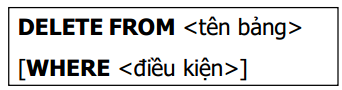 DELETE FROM <tên bảng>
[WHERE <điều kiện>]